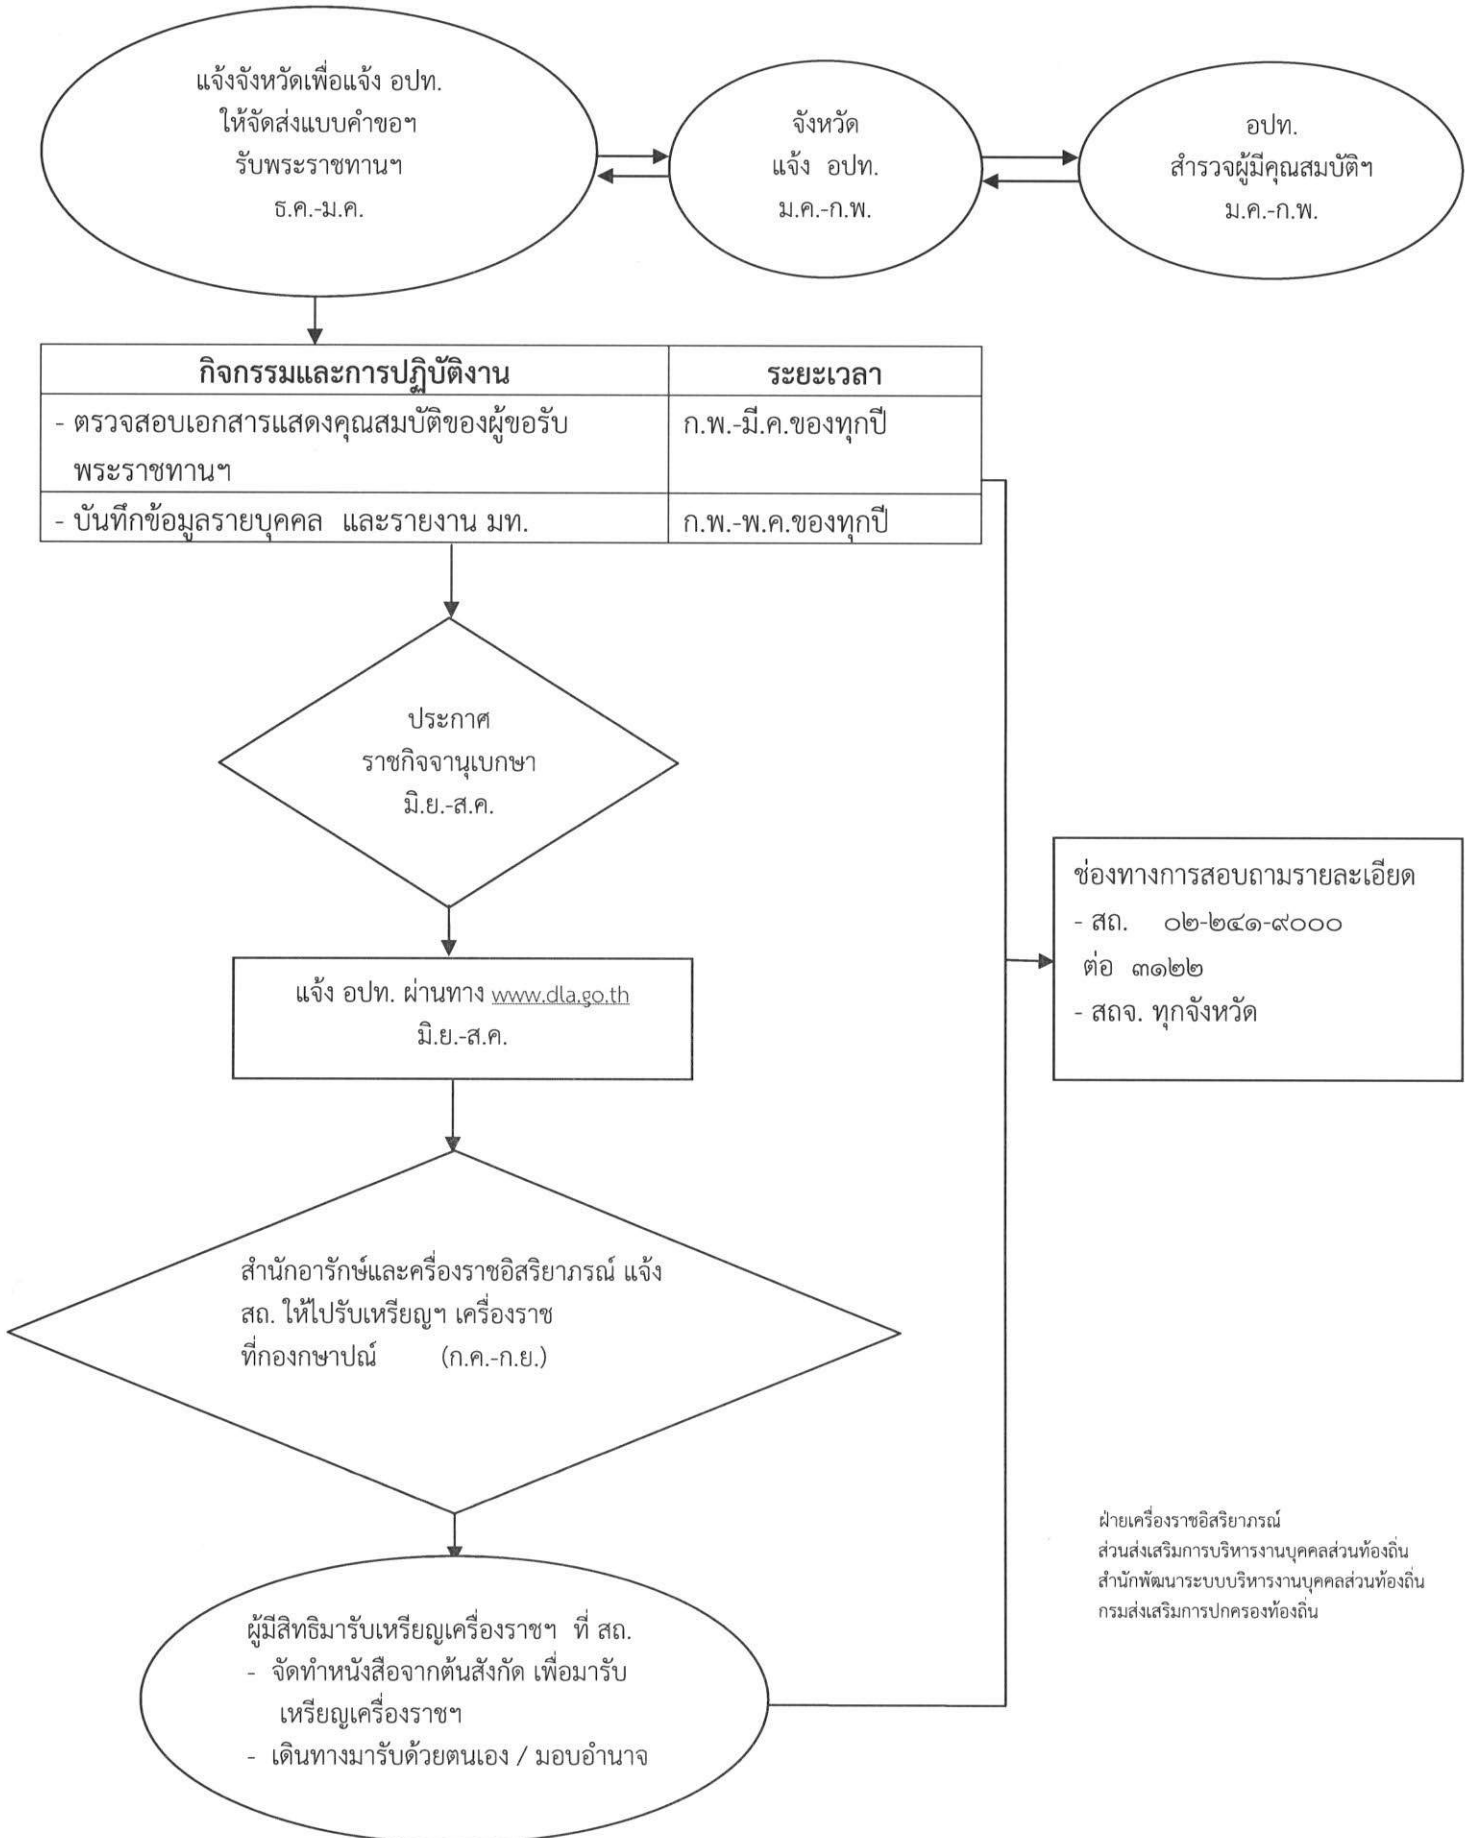 แจ้งจังหวัดเพื่อแจ้ง อปท.
ให้จัดส่งแบบคำขอฯ
รับพระราชทานฯ
ธ.ค.-ม.ค.
จังหวัด
แจ้ง อปท.
ม.ค.-ก.พ.
อปท.
สำรวจผู้มีคุณสมบัติฯ
ม.ค.-ก.พ.
กิจกรรมและการปฏิบัติงาน ระยะเวลา
- ตรวจสอบเอกสารแสดงคุณสมบัติของผู้ขอรับ ก.พ.-มี.ค.ของทุกปี
พระราชทานฯ
- บันทึกข้อมูลรายบุคคล และรายงาน มท. ก.พ.-พ.ค.ของทุกปี
ประกาศ
ราชกิจจานุเบกษา
มิ.ย.-ส.ค.
แจ้ง อปท. ผ่านทาง www.dla.go.th
มิ.ย.-ส.ค.
ช่องทางการสอบถามรายละเอียด
- สถ. ๐๒-๒๔๑-๙๐๐๐
ต่อ ๓๑๒๒
- สถจ. ทุกจังหวัด
สำนักอารักษ์และครื่องราชอิสริยาภรณ์ แจ้ง
สถ. ให้ไปรับเหรียญฯ เครื่องราช
ที่กองกษาปณ์ (ก.ค.-ก.ย.)
ผู้มีสิทธิมารับเหรียญเครื่องราชฯ ที่ สถ.
- จัดทำหนังสือจากต้นสังกัด เพื่อมารับ
เหรียญเครื่องราชฯ
- เดินทางมารับด้วยตนเอง / มอบอำนาจ
ฝ่ายเครื่องราชอิสริยาภรณ์
ส่วนส่งเสริมการบริหารงานบุคคลส่วนท้องถิ่น
สำนักพัฒนาระบบบริหารงานบุคคลส่วนท้องถิ่น
กรมส่งเสริมการปกครองท้องถิ่น